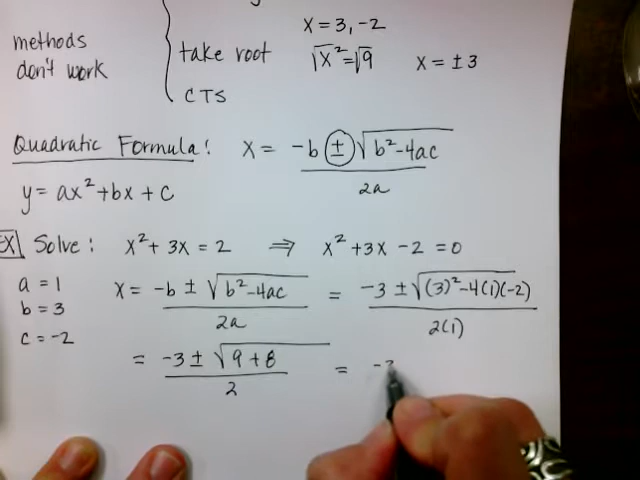 x = 3, -2
methods
don't work
take root √x² = √9 x = ± 3
CTS
Quadratic Formula: x = -b ± √b²-4ac
2a
y = ax² + bx + c
EX Solve: x² + 3x = 2 ⇒ x² + 3x - 2 = 0
a = 1
b = 3
c = -2
x = -b ± √b²-4ac = -3 ± √(3)²-4(1)(-2)
2a 2(1)
= -3 ± √9 + 8 =
2